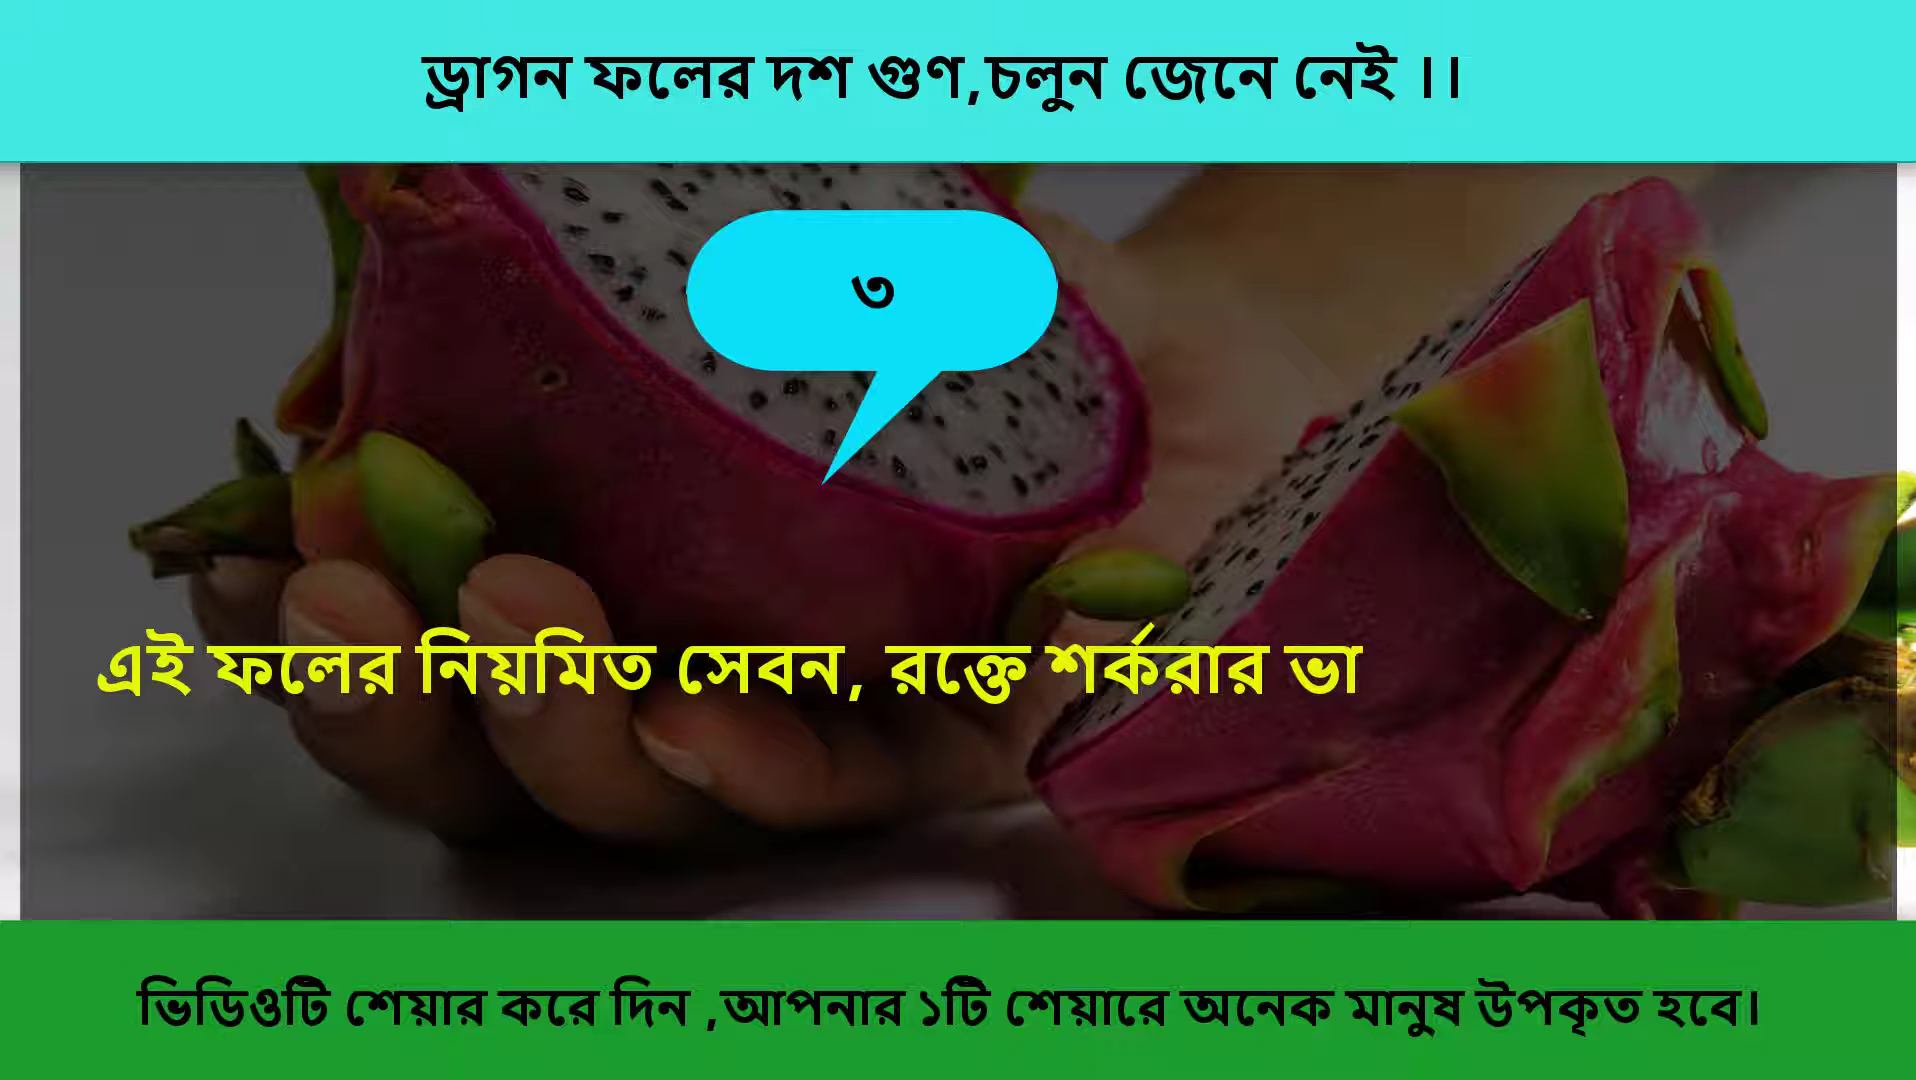 ড্রাগন ফলের দশ গুণ,চলুন জেনে নেই ।।
৩
এই ফলের নিয়মিত সেবন, রক্তে শর্করার ভা
ভিডিওটি শেয়ার করে দিন ,আপনার ১টি শেয়ারে অনেক মানুষ উপকৃত হবে।